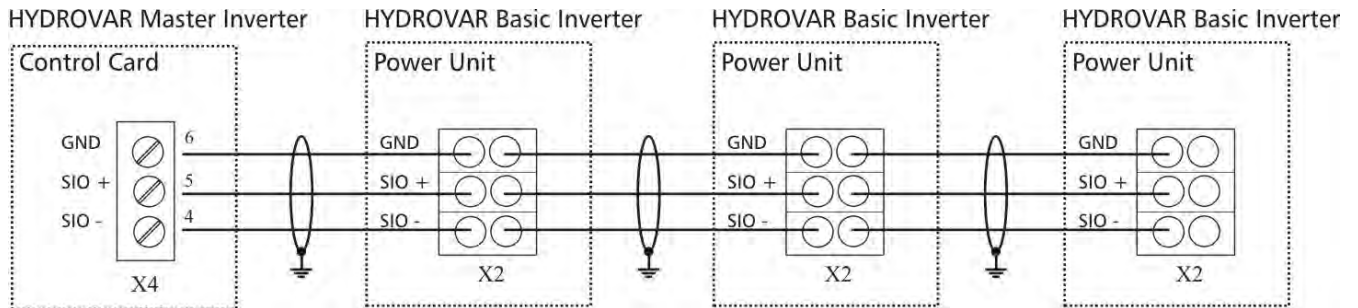 HYDROVAR Master Inverter HYDROVAR Basic Inverter HYDROVAR Basic Inverter HYDROVAR Basic Inverter
Control Card Power Unit Power Unit Power Unit
GND 6 GND GND GND
SIO + 5 SIO + SIO + SIO +
SIO - 4 SIO - SIO - SIO -
X4 X2 X2 X2